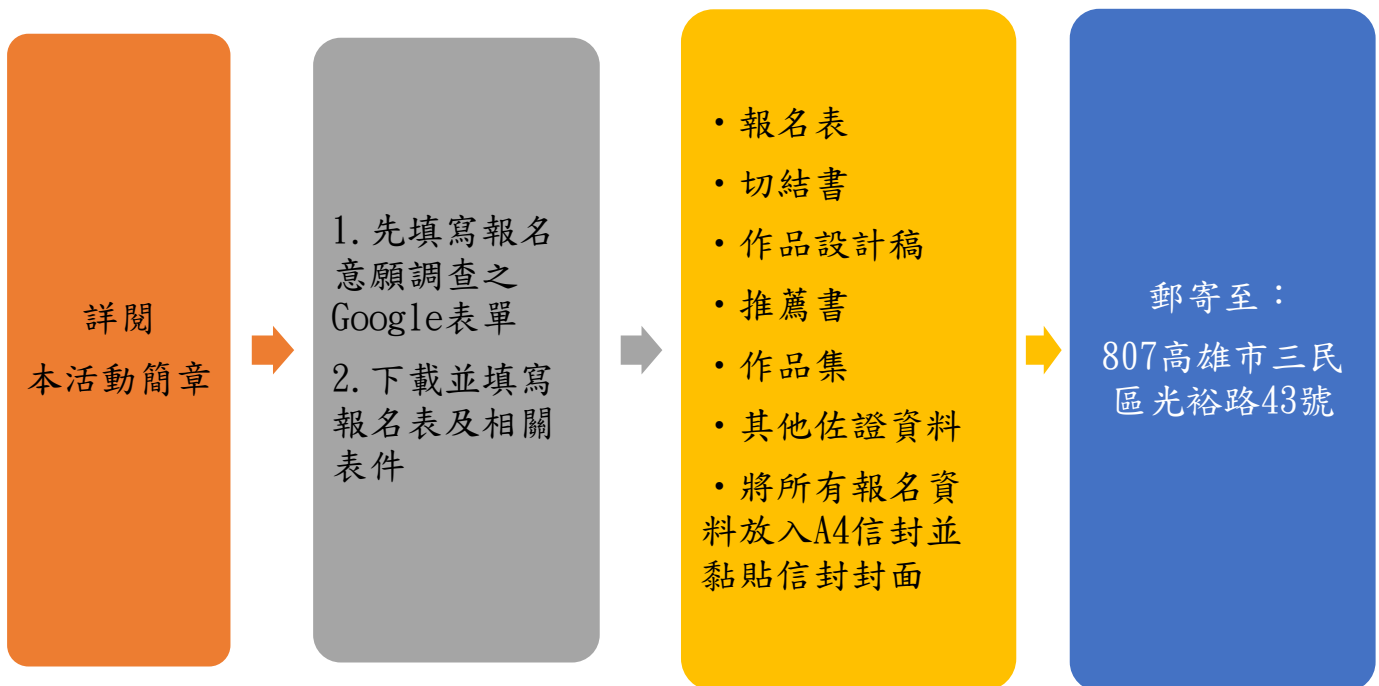 詳閱
本活動簡章
1.先填寫報名
意願調查之
Google表單
2.下載並填寫
報名表及相關
表件
・報名表
・切結書
・作品設計稿
・推薦書
・作品集
・其他佐證資料
・將所有報名資
料放入A4信封並
黏貼信封封面
郵寄至：
807高雄市三民
區光裕路43號